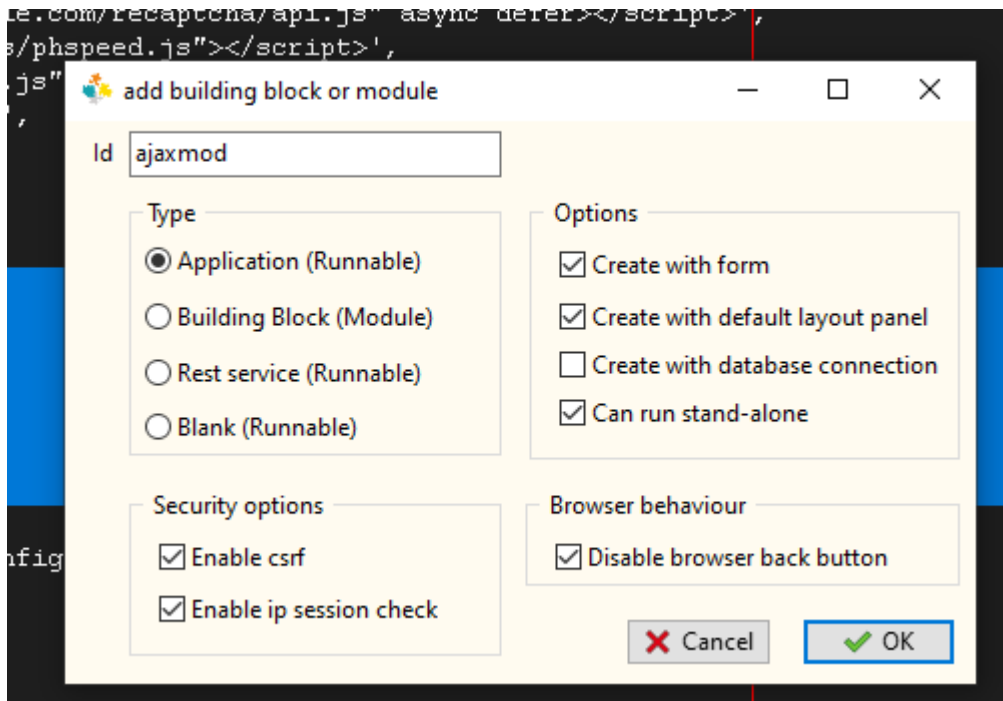 le.com/recaptcha/api.js" async defer></script>',
s/phspeed.js"></script>',
.js"
',
add building block or module
Id ajaxmod
Type
Application (Runnable)
Building Block (Module)
Rest service (Runnable)
Blank (Runnable)
Options
Create with form
Create with default layout panel
Create with database connection
Can run stand-alone
Security options
Enable csrf
Enable ip session check
Browser behaviour
Disable browser back button
nfig
Cancel
OK